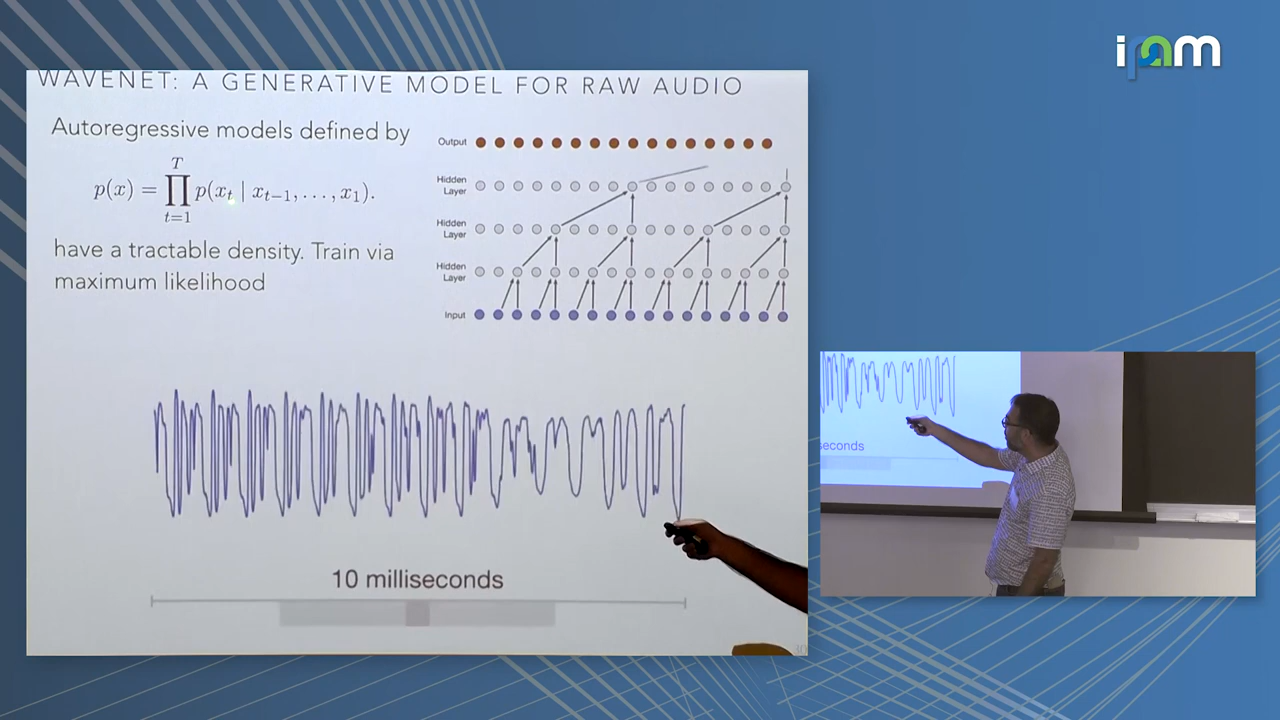 ipam
WAVENET: A GENERATIVE MODEL FOR RAW AUDIO
Autoregressive models defined by
p(x) = ∏_{t=1}^{T} p(x_t | x_{t−1}, . . . , x_1).
have a tractable density. Train via
maximum likelihood
Output
Hidden
Layer
Hidden
Layer
Hidden
Layer
Input
10 milliseconds
seconds